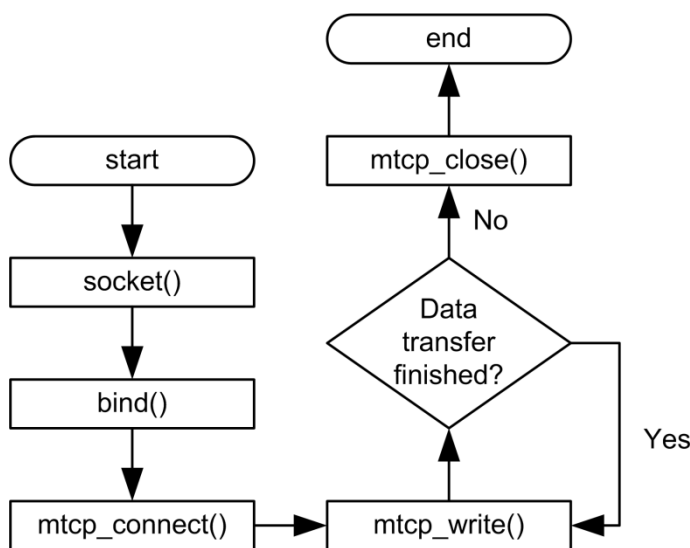 start
socket()
bind()
mtcp_connect()
mtcp_write()
Data
transfer
finished?
Yes
No
mtcp_close()
end